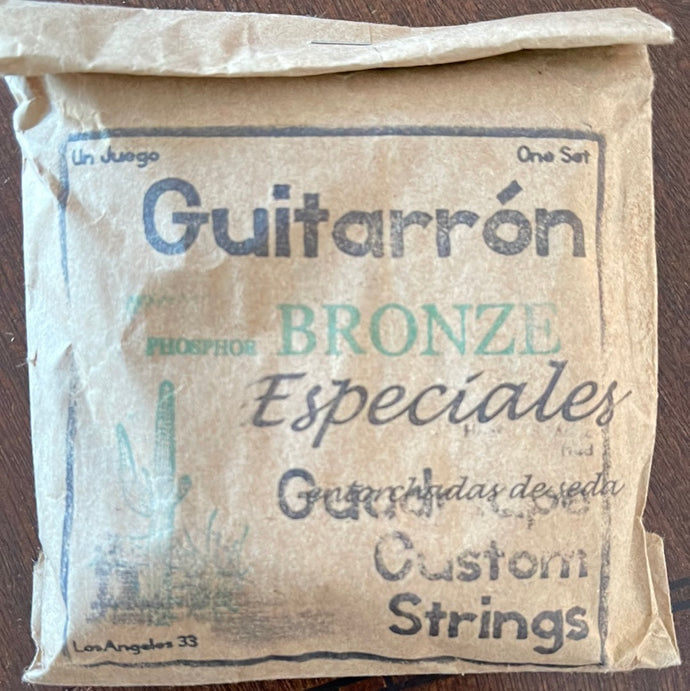 Un Juego
One Set
Guitarrón
PHOSPHOR BRONZE
Especiales
entorchadas de seda
Custom
Strings
Los Angeles 33